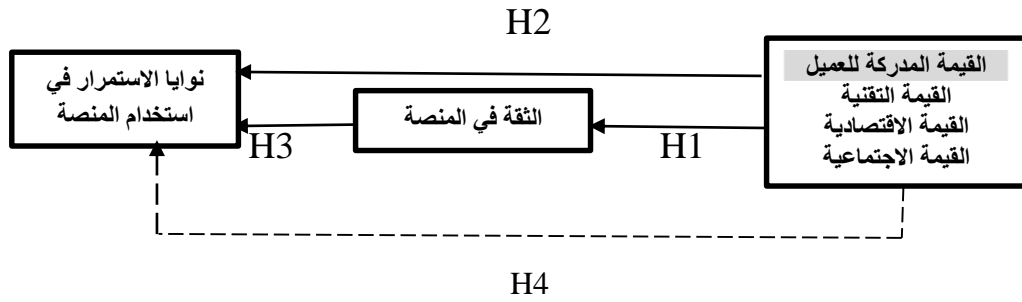 H2
القيمة المدركة للعميل
القيمة التقنية
القيمة الاقتصادية
القيمة الاجتماعية
نوايا الاستمرار في
استخدام المنصة
الثقة في المنصة
H1
H3
H4